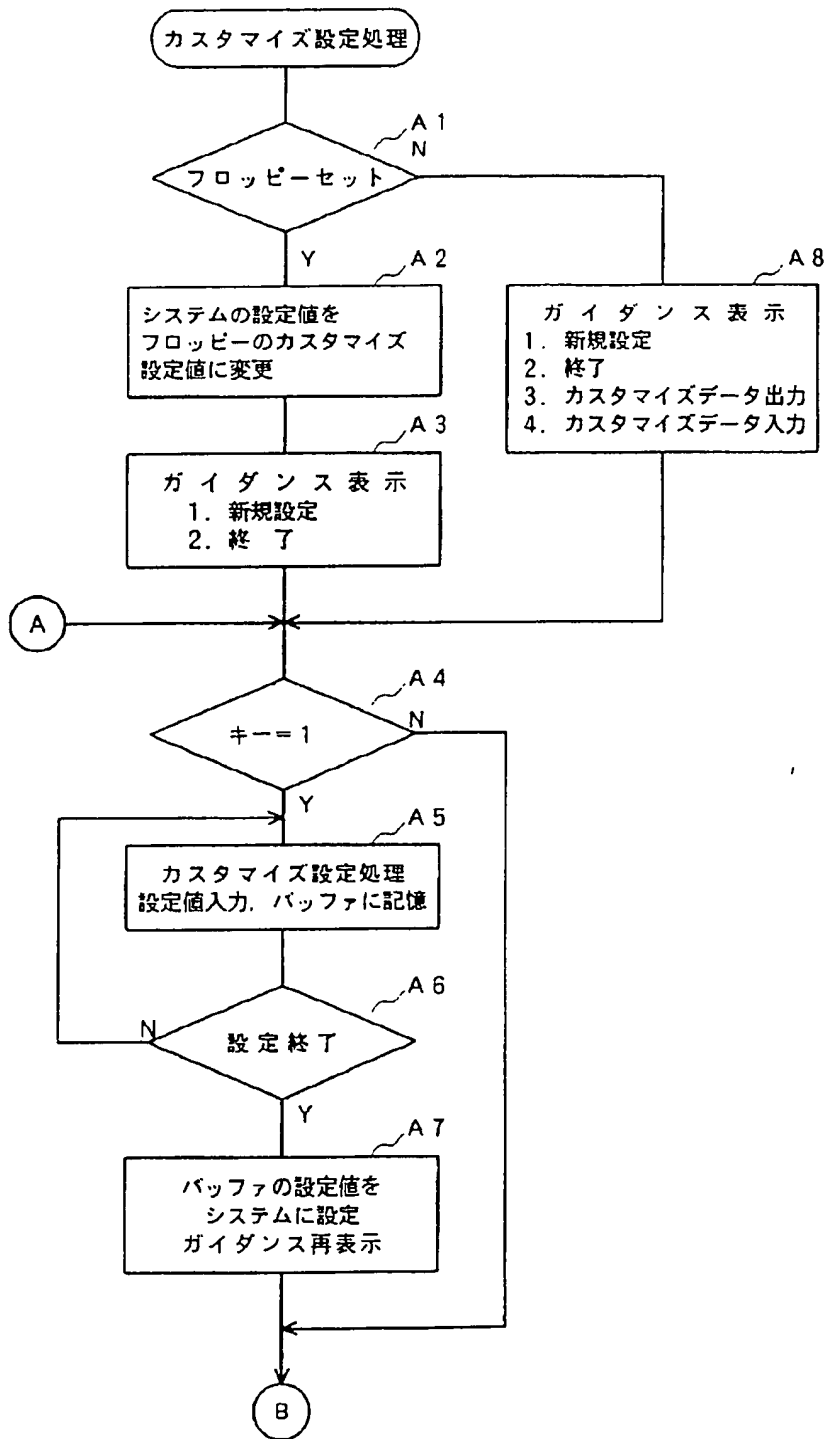 カスタマイズ設定処理
A1
N
フロッピーセット
Y
A2
システムの設定値を
フロッピーのカスタマイズ
設定値に変更
A8
ガイダンス表示
1. 新規設定
2. 終了
3. カスタマイズデータ出力
4. カスタマイズデータ入力
A3
ガイダンス表示
1. 新規設定
2. 終了
A
A4
N
キー=1
Y
A5
カスタマイズ設定処理
設定値入力, バッファに記憶
A6
N
設定終了
Y
A7
バッファの設定値を
システムに設定
ガイダンス再表示
B